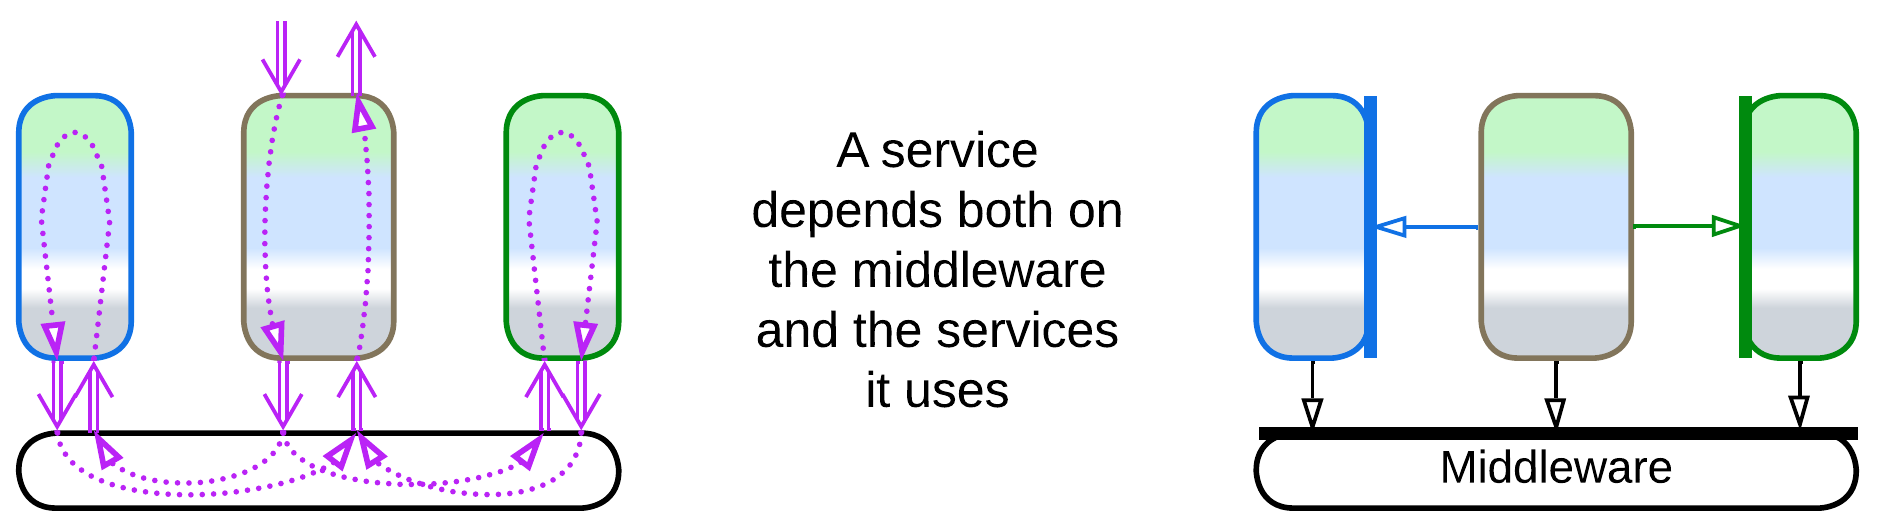 A service
depends both on
the middleware
and the services
it uses
Middleware